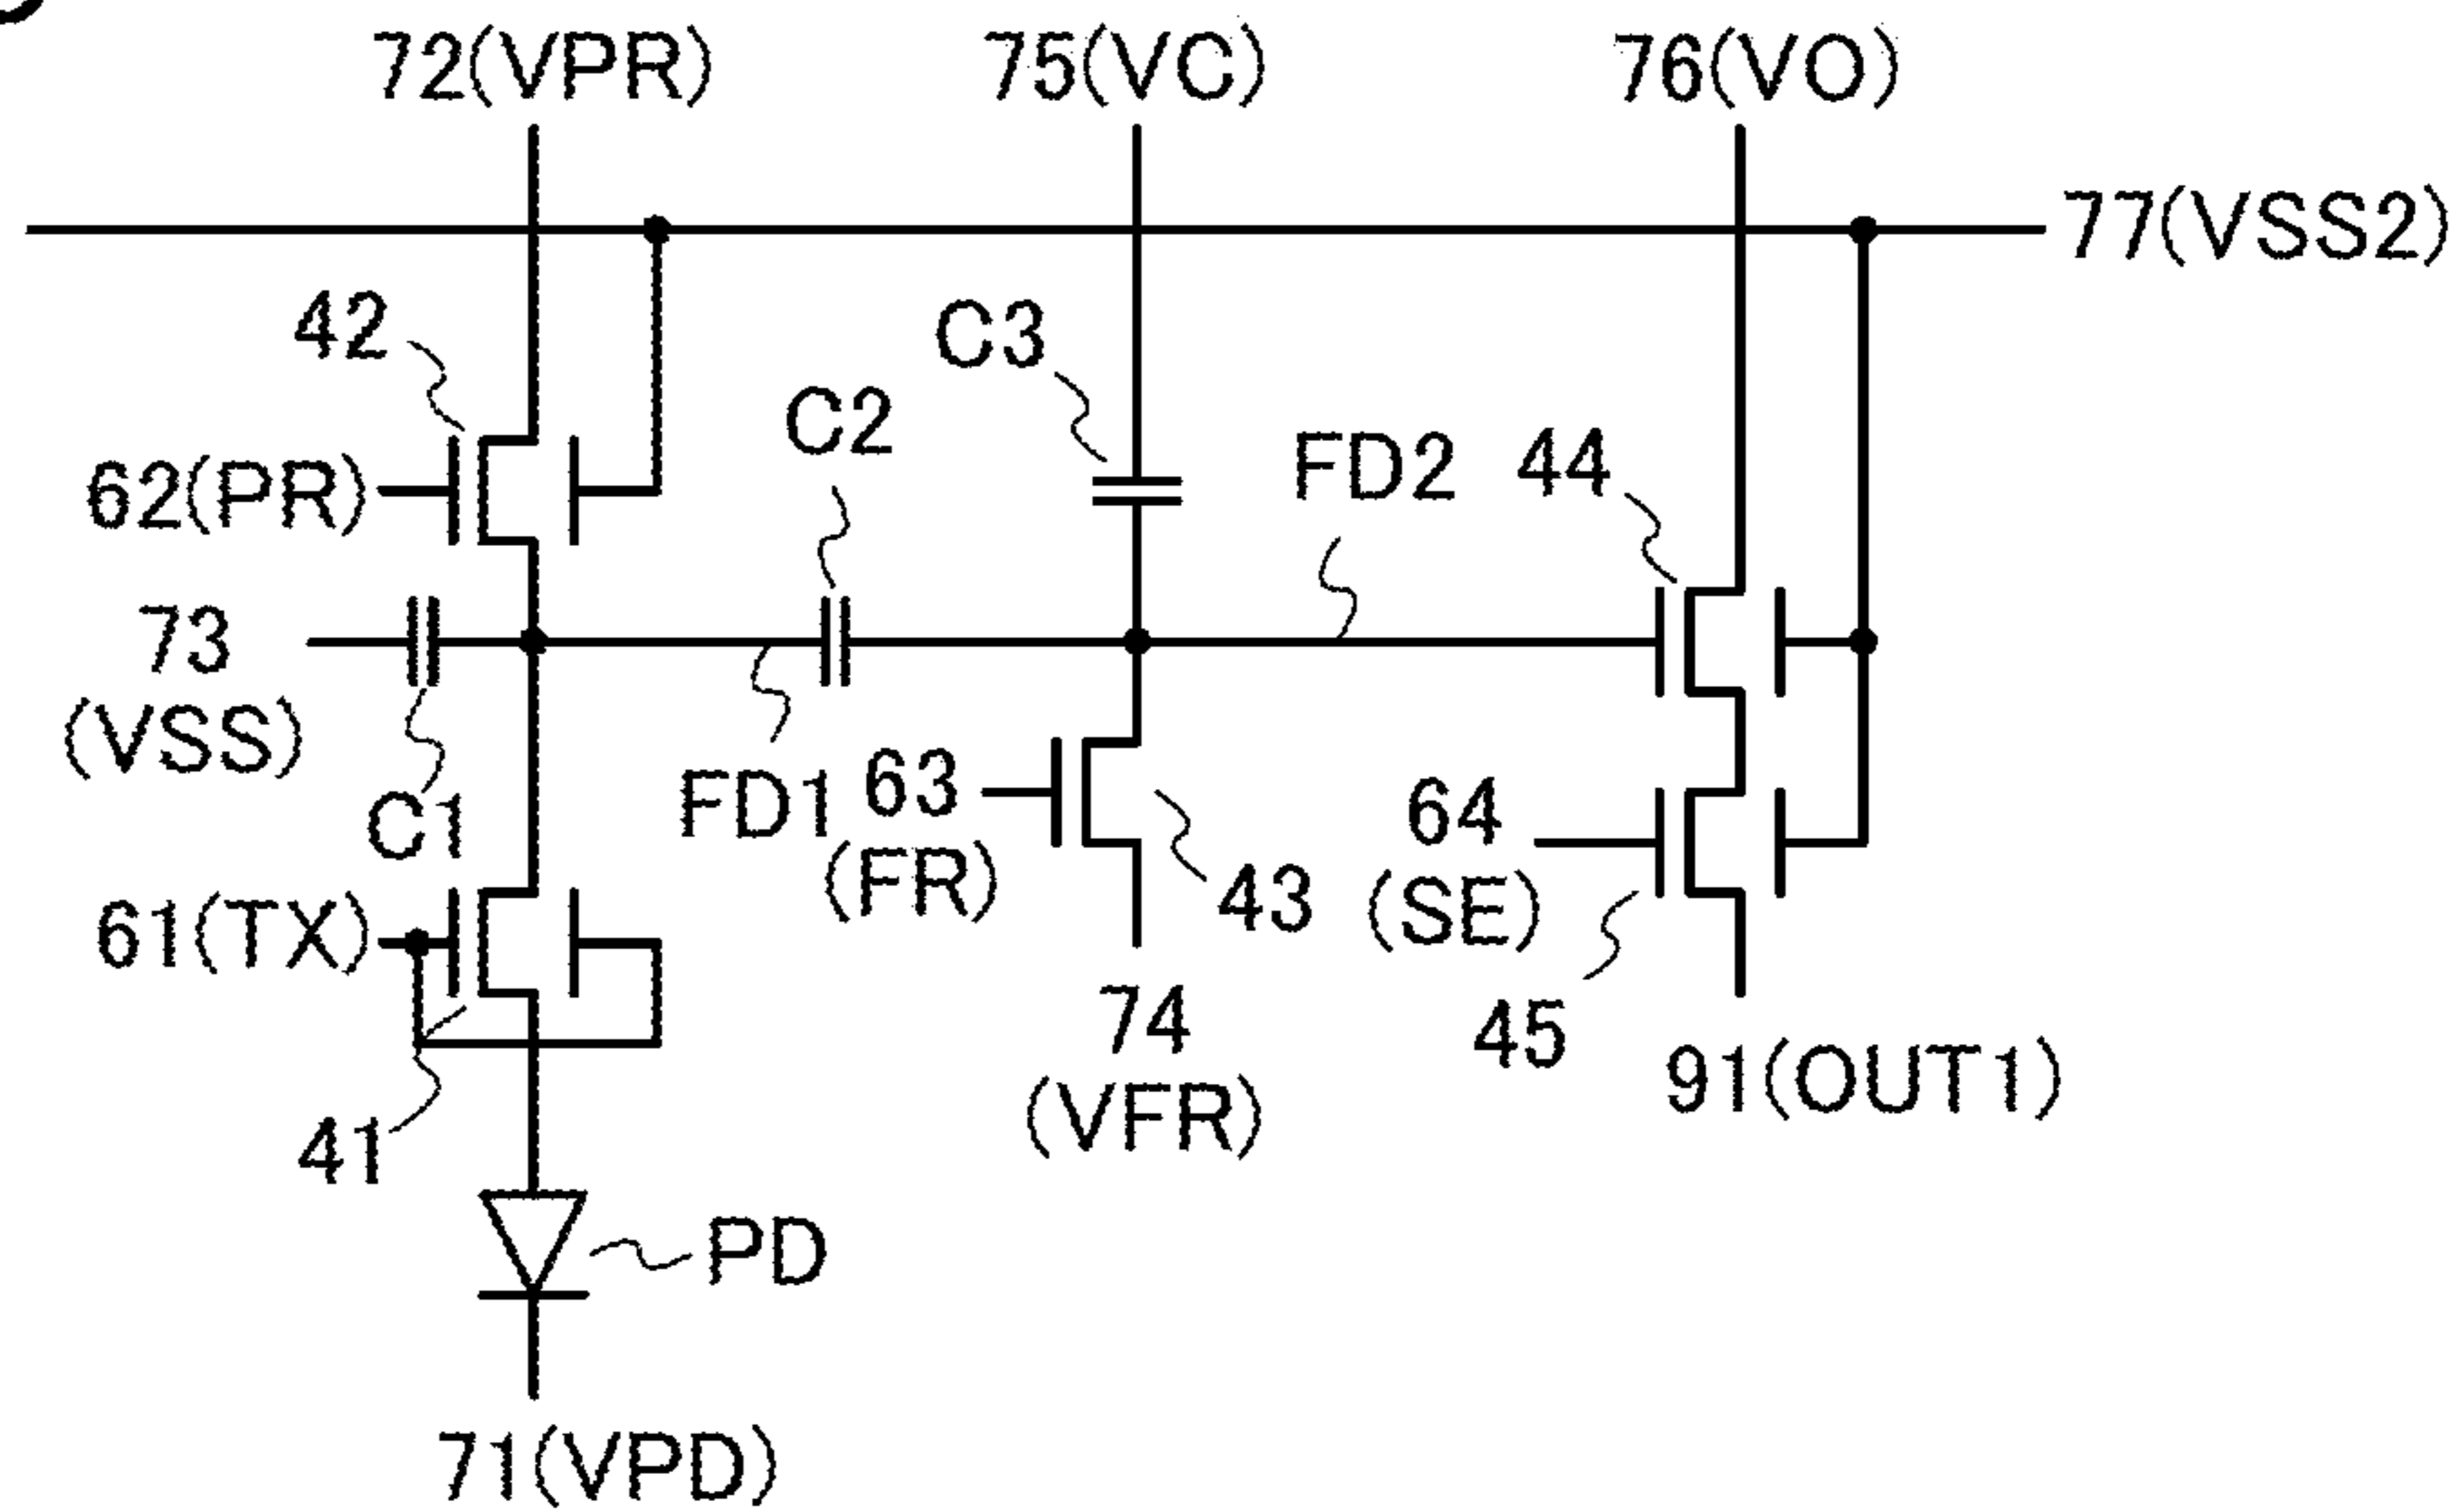 72(VPR)
75(VC)
76(VO)
77(VSS2)
42
C3
C2
FD2
44
62(PR)
73
(VSS)
C1
FD1
63
(FR)
43
64
(SE)
61(TX)
45
74
(VFR)
91(OUT1)
41
PD
71(VPD)